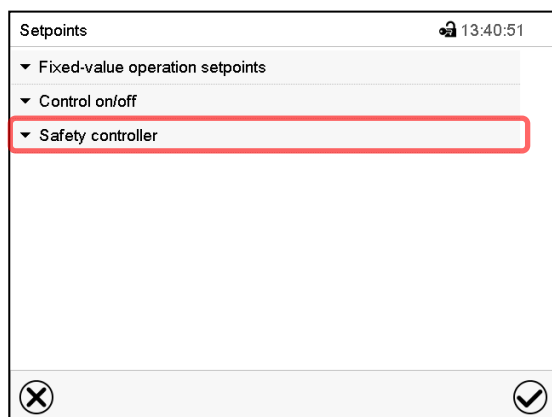 Setpoints 13:40:51
Fixed-value operation setpoints
Control on/off
Safety controller